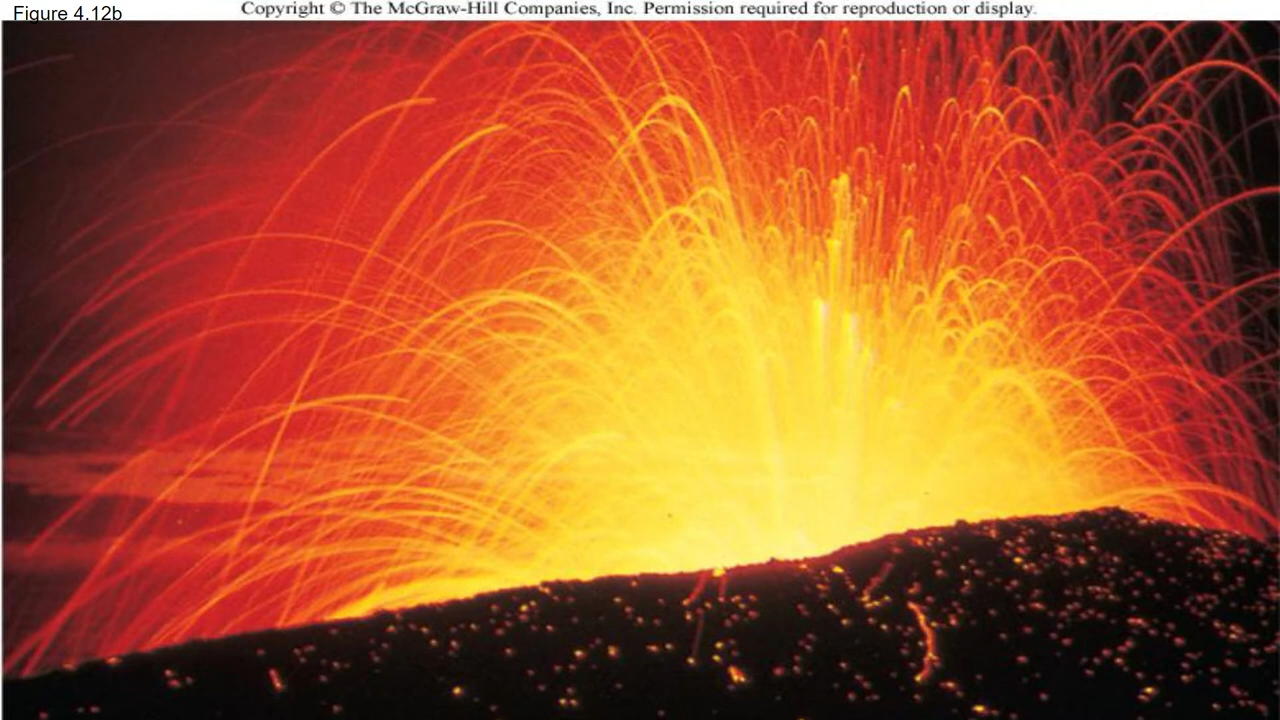 Copyright © The McGraw-Hill Companies, Inc. Permission required for reproduction or display.
Figure 4.12b